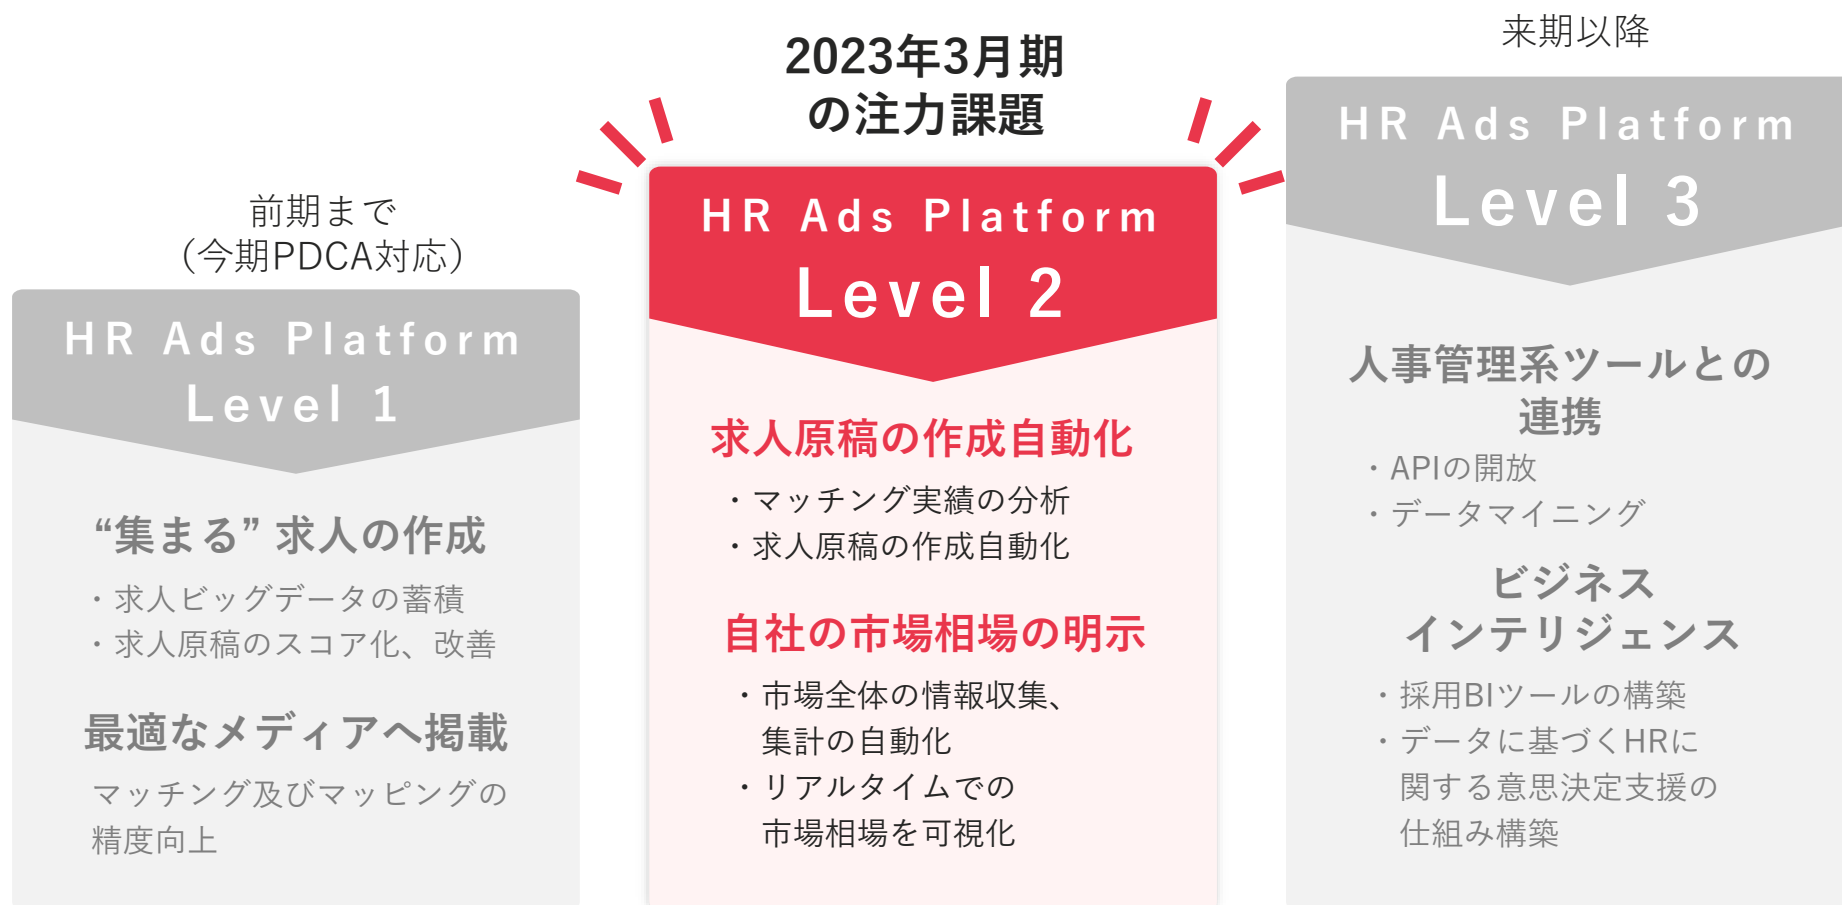 前期まで
（今期PDCA対応）
HR Ads Platform
Level 1
“集まる” 求人の作成
・求人ビッグデータの蓄積
・求人原稿のスコア化、改善
最適なメディアへ掲載
マッチング及びマッピングの
精度向上
2023年3月期
の注力課題
HR Ads Platform
Level 2
求人原稿の作成自動化
・マッチング実績の分析
・求人原稿の作成自動化
自社の市場相場の明示
・市場全体の情報収集、
集計の自動化
・リアルタイムでの
市場相場を可視化
来期以降
HR Ads Platform
Level 3
人事管理系ツールとの
連携
・APIの開放
・データマイニング
ビジネス
インテリジェンス
・採用BIツールの構築
・データに基づくHRに
関する意思決定支援の
仕組み構築